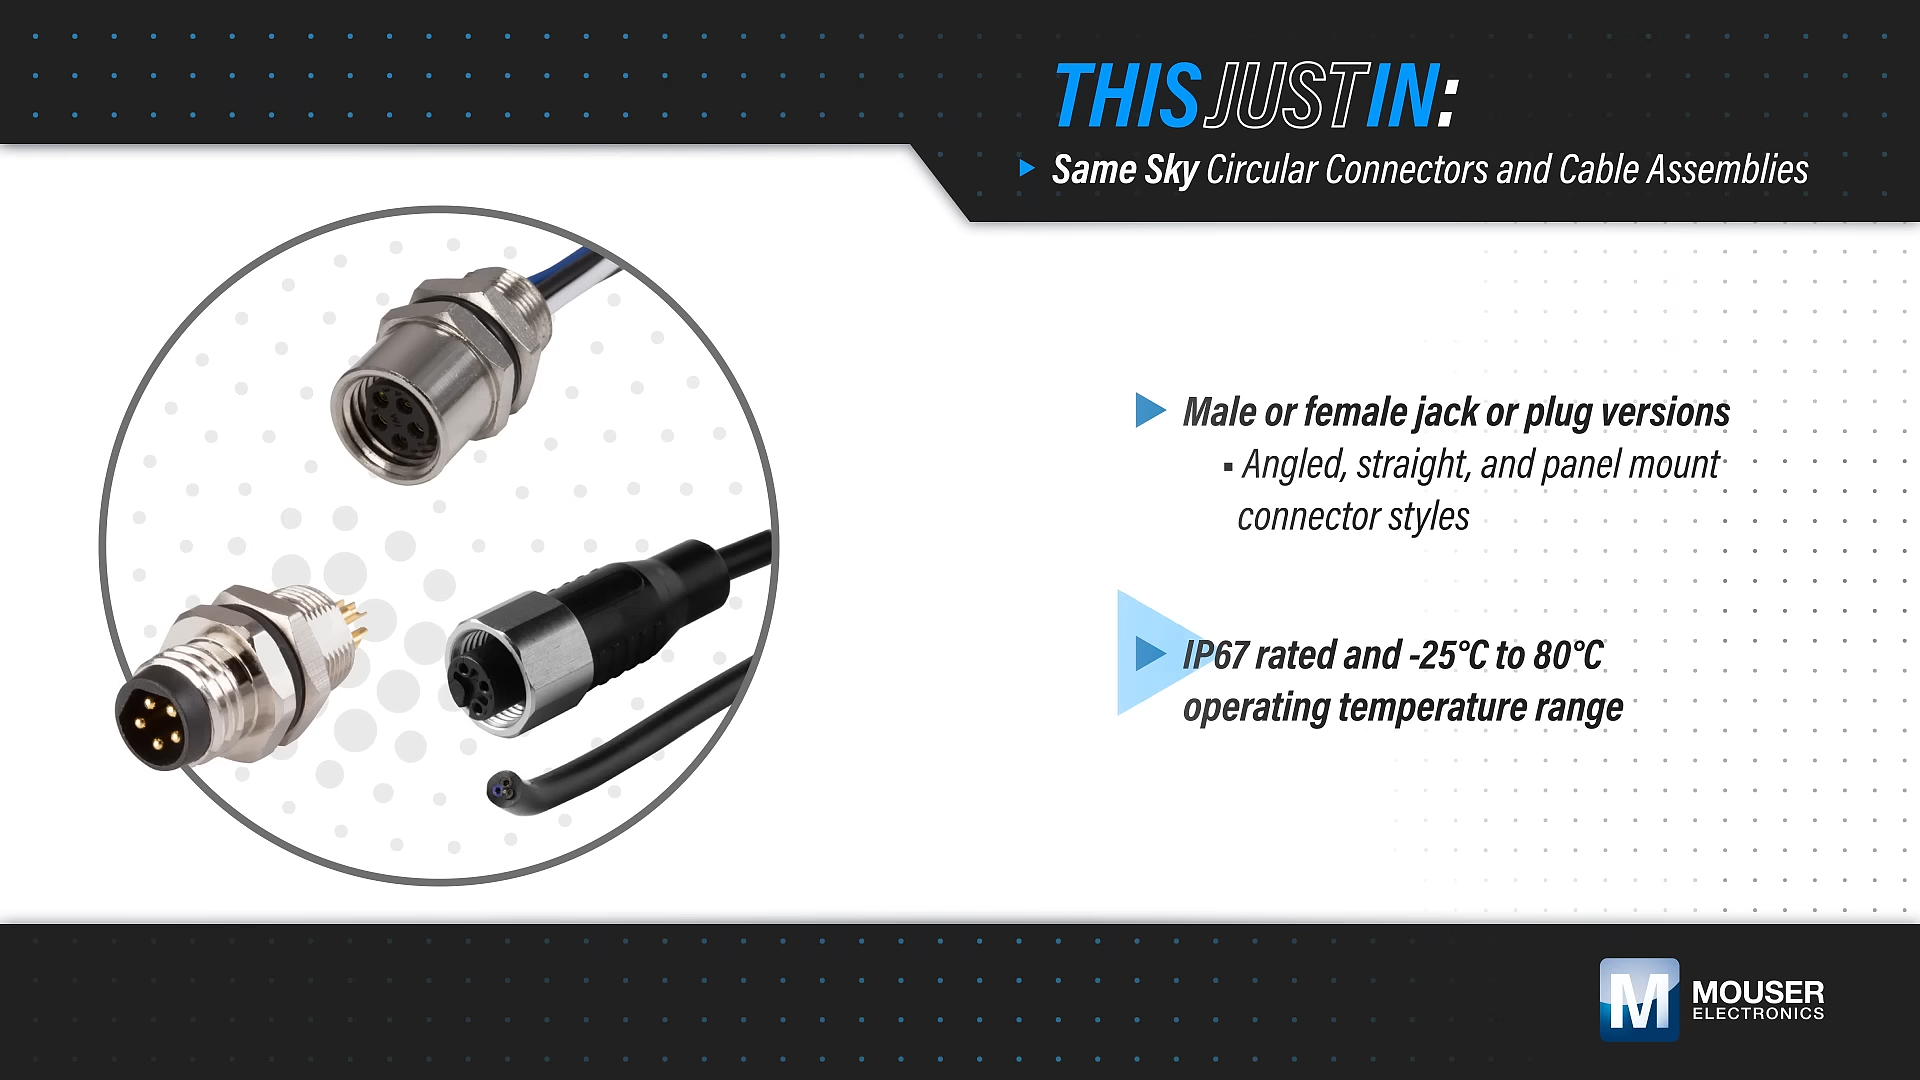 THIS JUST IN:
Same Sky Circular Connectors and Cable Assemblies
Male or female jack or plug versions
▪ Angled, straight, and panel mount
connector styles
IP67 rated and -25°C to 80°C
operating temperature range
M
MOUSER
ELECTRONICS